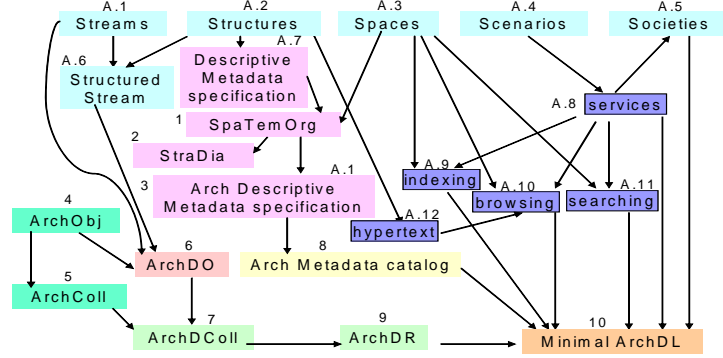 A.1 A.2 A.3 A.4 A.5
Streams Structures Spaces Scenarios Societies
A.6 A.7
Structured
Stream
Descriptive
Metadata
specification
A.8 services
1 SpaTemOrg
2 StraDia
3 A.1
Arch Descriptive
Metadata specification
A.9
indexing
A.10
browsing
A.11
searching
A.12
hypertext
4
ArchObj
5
ArchColl
6
ArchDO
8
Arch Metadata catalog
7
ArchDColl
9
ArchDR
10
Minimal ArchDL